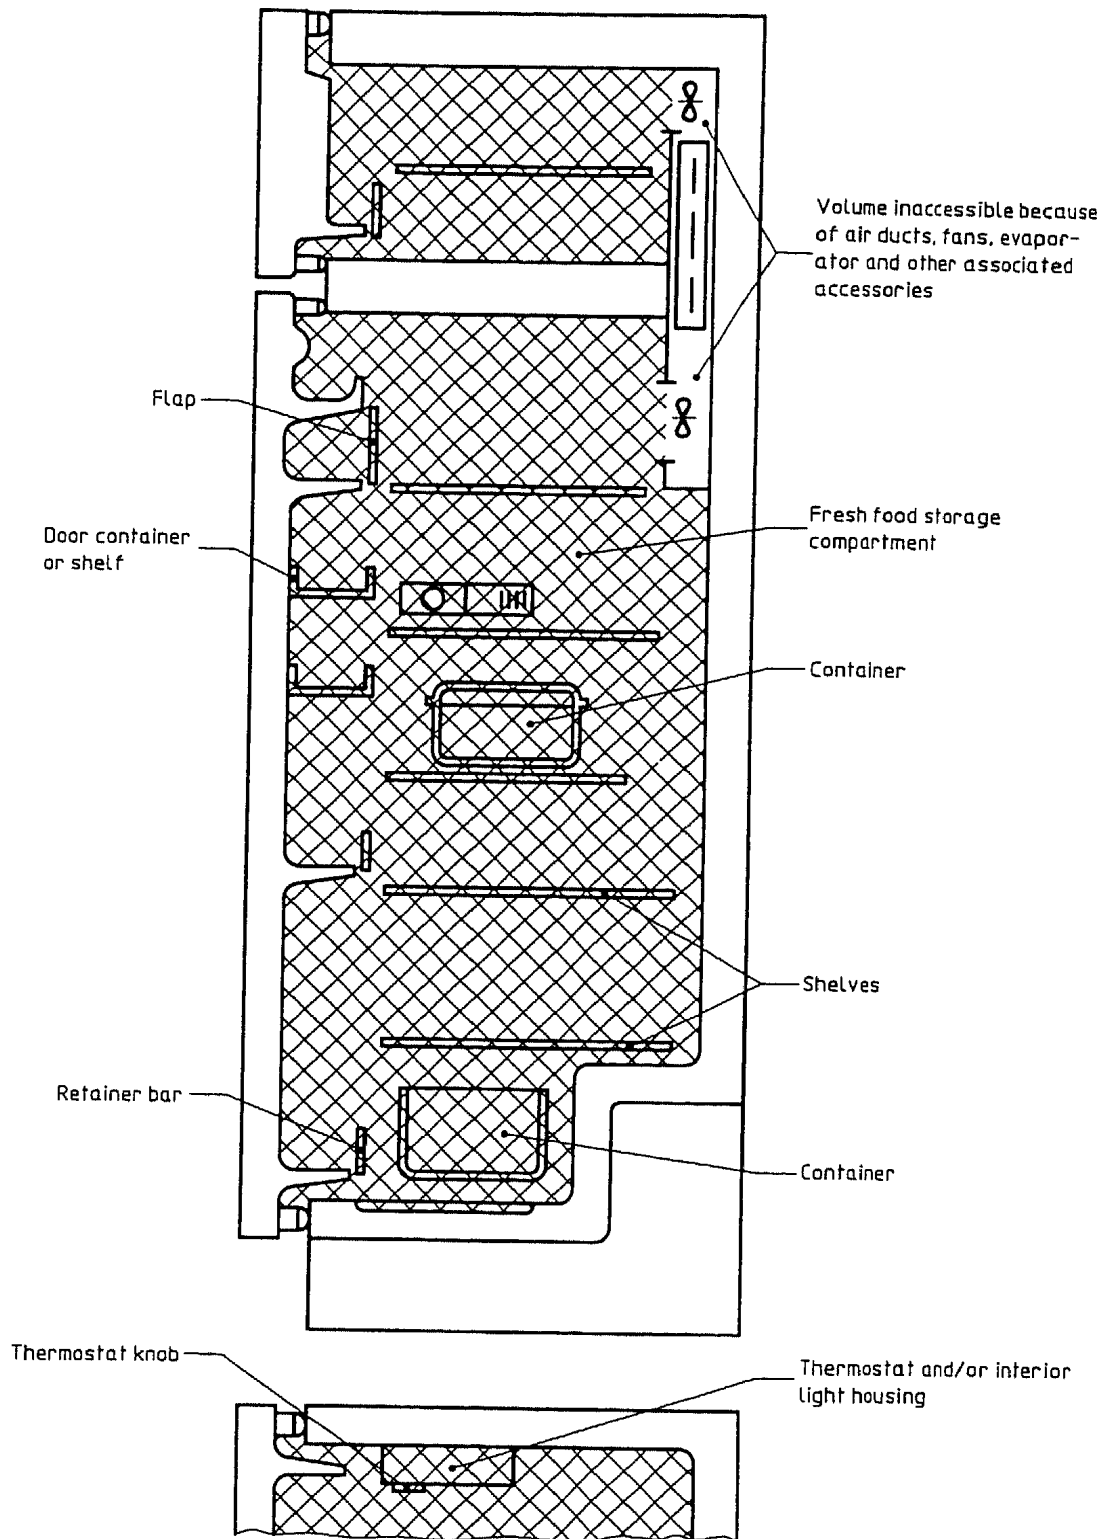 Volume inaccessible because
of air ducts, fans, evapor-
ator and other associated
accessories
Flap
Fresh food storage
compartment
Door container
or shelf
Container
Shelves
Retainer bar
Container
Thermostat knob
Thermostat and/or interior
light housing